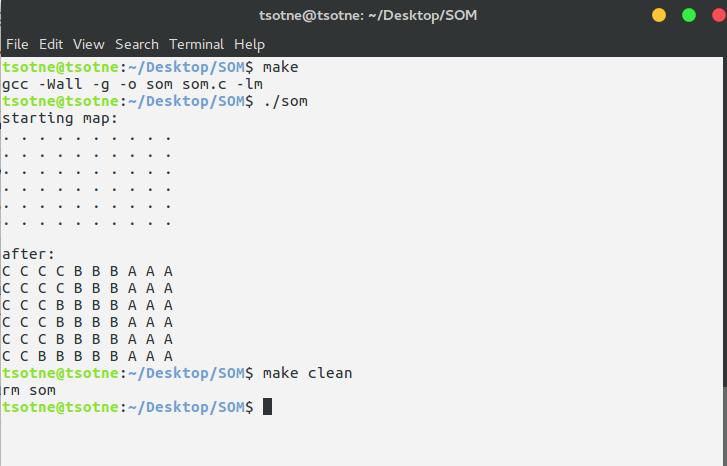 tsotne@tsotne: ~/Desktop/SOM
File Edit View Search Terminal Help
tsotne@tsotne:~/Desktop/SOM$ make
gcc -Wall -g -o som som.c -lm
tsotne@tsotne:~/Desktop/SOM$ ./som
starting map:
. . . . . . . . . .
. . . . . . . . . .
. . . . . . . . . .
. . . . . . . . . .
. . . . . . . . . .
. . . . . . . . . .
after:
C C C C B B B A A A
C C C C B B B A A A
C C C B B B B A A A
C C C B B B B A A A
C C C B B B B A A A
C C B B B B B A A A
tsotne@tsotne:~/Desktop/SOM$ make clean
rm som
tsotne@tsotne:~/Desktop/SOM$